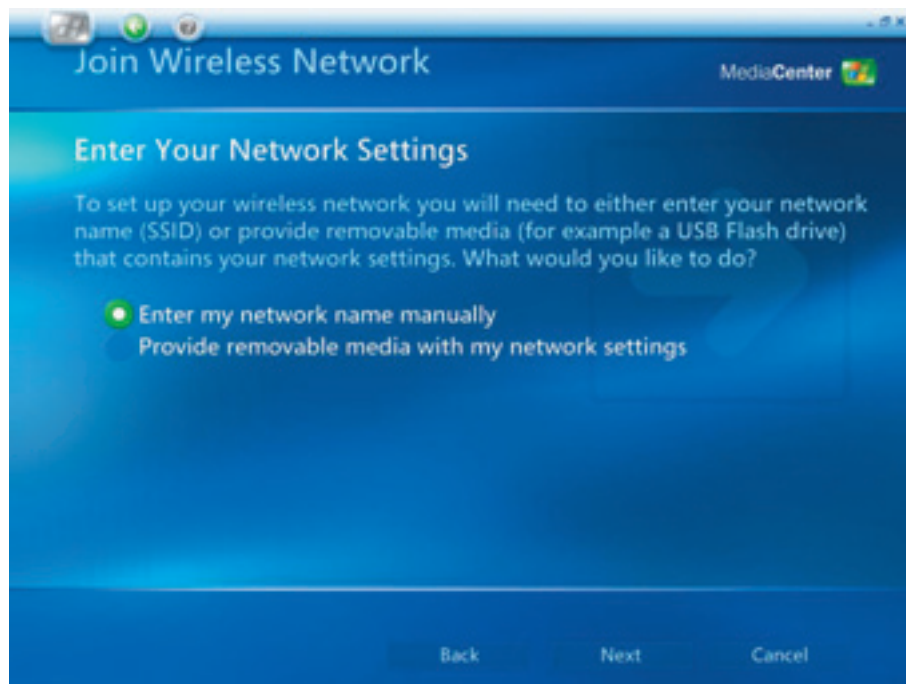 Join Wireless Network
MediaCenter
Enter Your Network Settings
To set up your wireless network you will need to either enter your network
name (SSID) or provide removable media (for example a USB Flash drive)
that contains your network settings. What would you like to do?
Enter my network name manually
Provide removable media with my network settings
Back Next Cancel